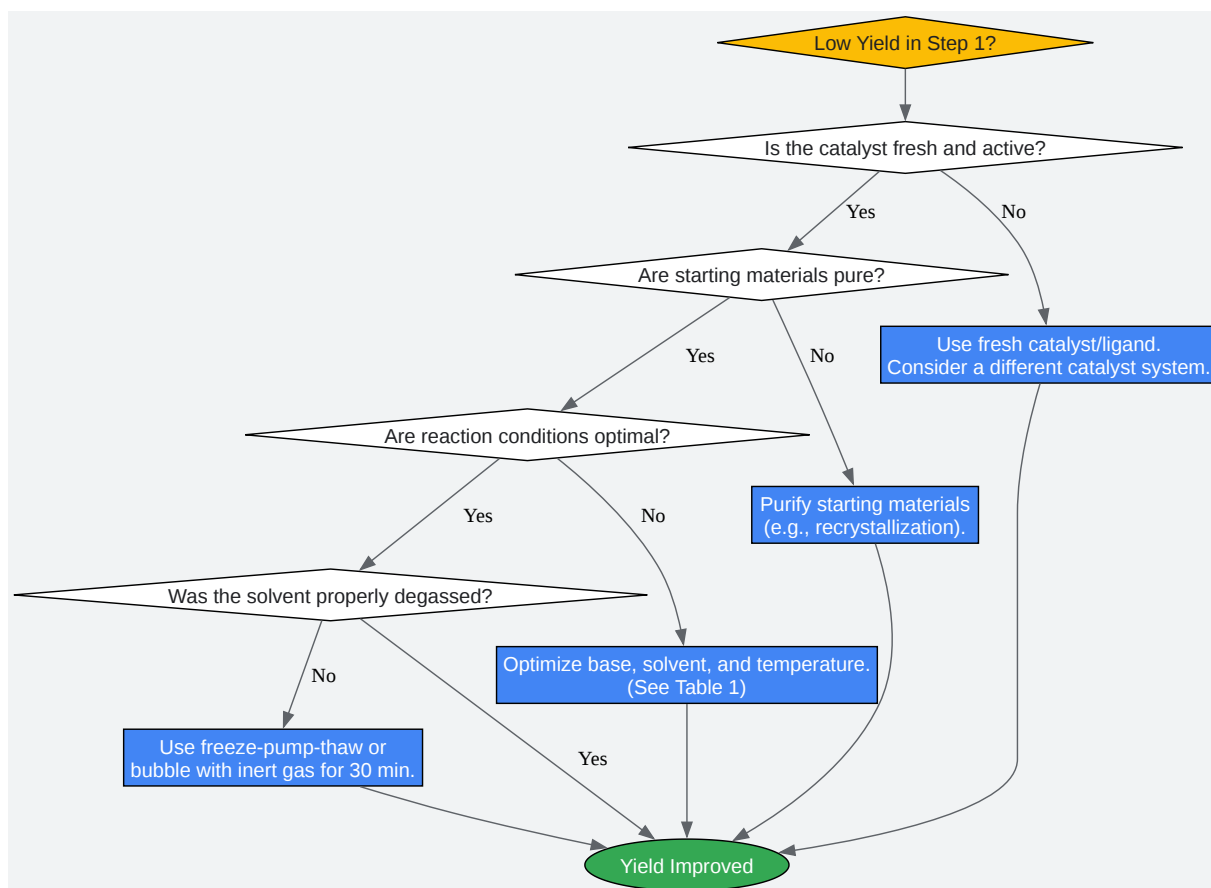 Low Yield in Step 1?
Is the catalyst fresh and active?
Yes
No
Are starting materials pure?
Use fresh catalyst/ligand.
Consider a different catalyst system.
Yes
No
Are reaction conditions optimal?
Purify starting materials
(e.g., recrystallization).
Yes
No
Was the solvent properly degassed?
Optimize base, solvent, and temperature.
(See Table 1)
No
Yes
Use freeze-pump-thaw or
bubble with inert gas for 30 min.
Yield Improved